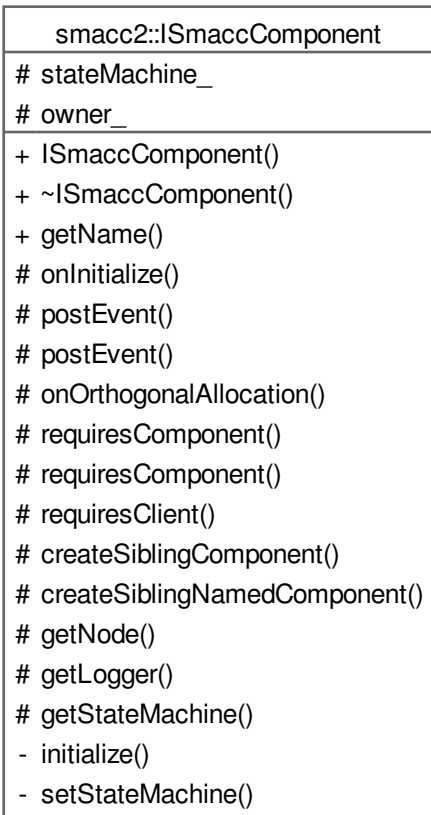 smacc2::ISmaccComponent
# stateMachine_
# owner_
+ ISmaccComponent()
+ ~ISmaccComponent()
+ getName()
# onInitialize()
# postEvent()
# postEvent()
# onOrthogonalAllocation()
# requiresComponent()
# requiresComponent()
# requiresClient()
# createSiblingComponent()
# createSiblingNamedComponent()
# getNode()
# getLogger()
# getStateMachine()
- initialize()
- setStateMachine()